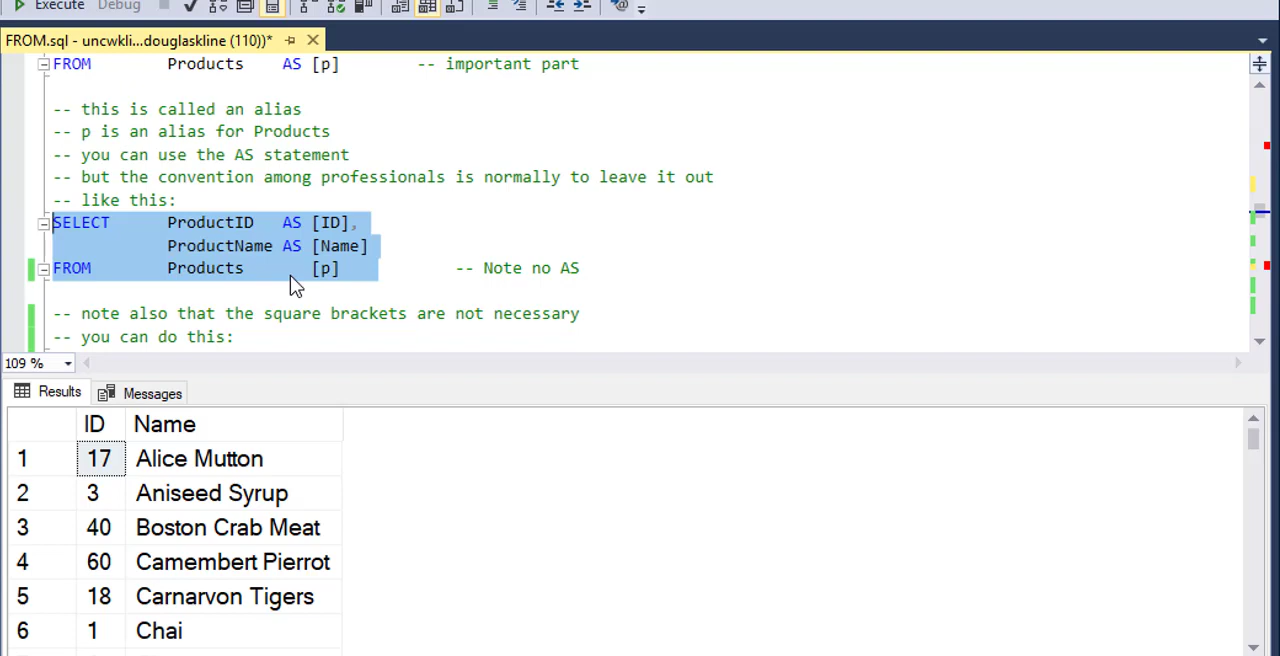 Execute Debug
FROM.sql - uncwkli...douglaskline (110))*
FROM Products AS [p] -- important part
-- this is called an alias
-- p is an alias for Products
-- you can use the AS statement
-- but the convention among professionals is normally to leave it out
-- like this:
SELECT ProductID AS [ID],
ProductName AS [Name]
FROM Products [p] -- Note no AS
-- note also that the square brackets are not necessary
-- you can do this:
109 %
Results Messages
ID Name
1 17 Alice Mutton
2 3 Aniseed Syrup
3 40 Boston Crab Meat
4 60 Camembert Pierrot
5 18 Carnarvon Tigers
6 1 Chai